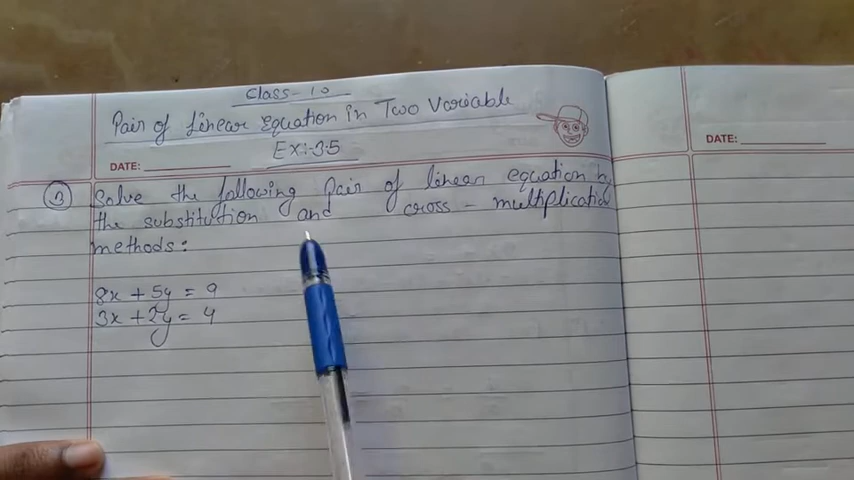 Class-10
Pair of Linear Equation in Two Variable
Ex:-3.5
DATE:
DATE:
③ Solve the following pair of linear equation by
the substitution and cross-multiplication
methods:
8x + 5y = 9
3x + 2y = 4